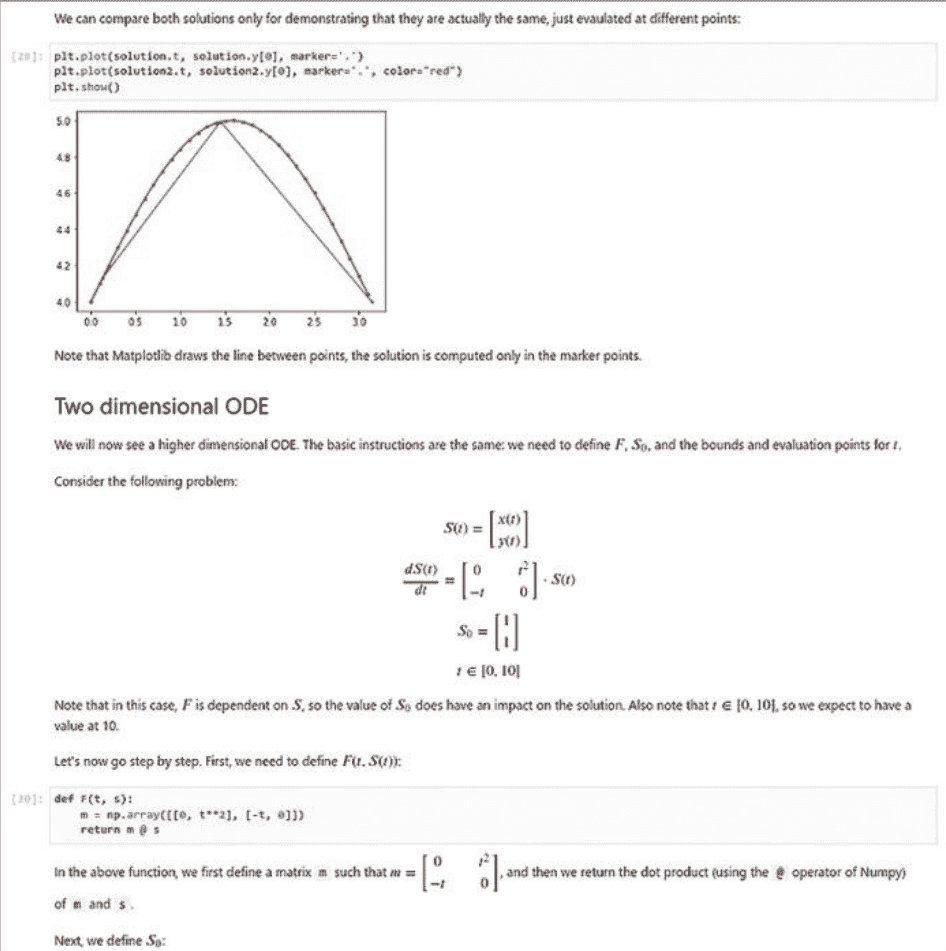 We can compare both solutions only for demonstrating that they are actually the same, just evaulated at different points:
[28]: plt.plot(solution.t, solution.y[0], marker='.')
plt.plot(solution2.t, solution2.y[0], marker='.', color="red")
plt.show()
5.0
4.8
4.6
4.4
4.2
4.0
0.0 0.5 1.0 1.5 2.0 2.5 3.0
Note that Matplotlib draws the line between points, the solution is computed only in the marker points.
Two dimensional ODE
We will now see a higher dimensional ODE. The basic instructions are the same: we need to define F, S₀, and the bounds and evaluation points for t.
Consider the following problem:
S(t) = [x(t) y(t)]
dS(t)/dt = [0 t² -t 0] · S(t)
S₀ = [1 1]
t ∈ [0, 10]
Note that in this case, F is dependent on S, so the value of S₀ does have an impact on the solution. Also note that t ∈ [0, 10], so we expect to have a
value at 10.
Let's now go step by step. First, we need to define F(t, S(t)):
[30]: def F(t, s):
m = np.array([[0, t**2], [-t, 0]])
return m @ s
In the above function, we first define a matrix m such that m = [0 t² -t 0], and then we return the dot product (using the @ operator of Numpy)
of m and s.
Next, we define S₀: